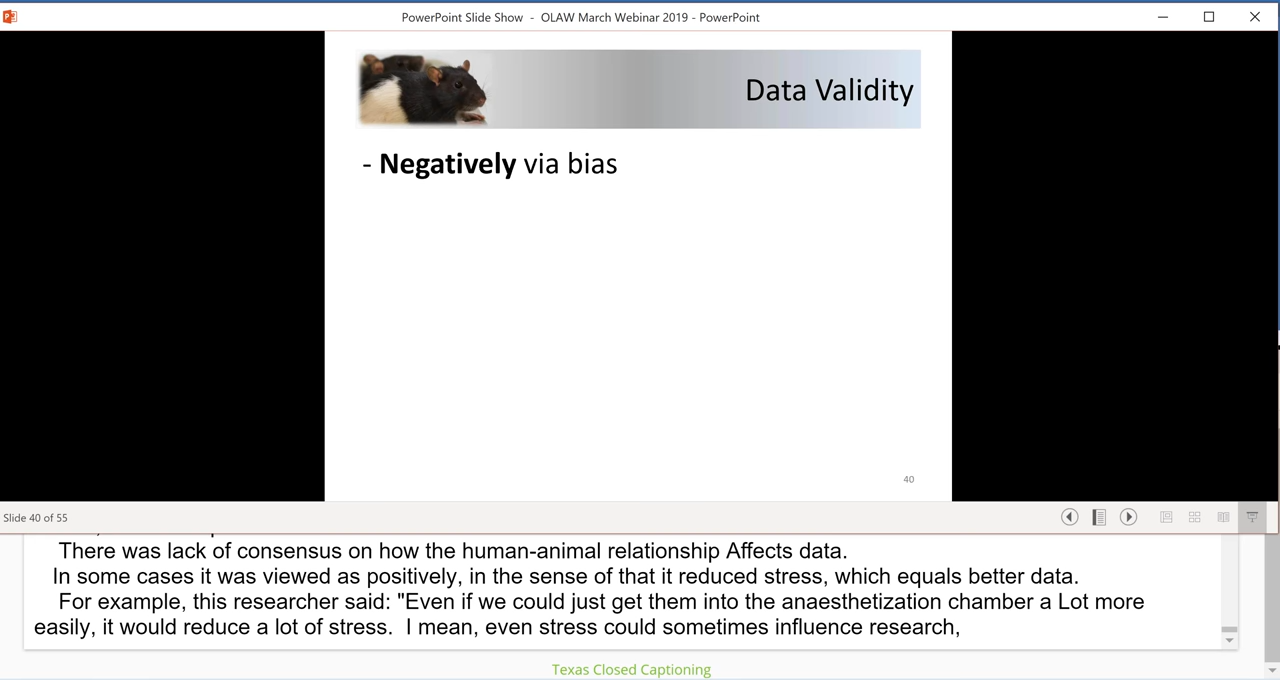 PowerPoint Slide Show - OLAW March Webinar 2019 - PowerPoint
Data Validity
- Negatively via bias
40
Slide 40 of 55
There was lack of consensus on how the human-animal relationship Affects data.
In some cases it was viewed as positively, in the sense of that it reduced stress, which equals better data.
For example, this researcher said: "Even if we could just get them into the anaesthetization chamber a Lot more
easily, it would reduce a lot of stress. I mean, even stress could sometimes influence research,
Texas Closed Captioning